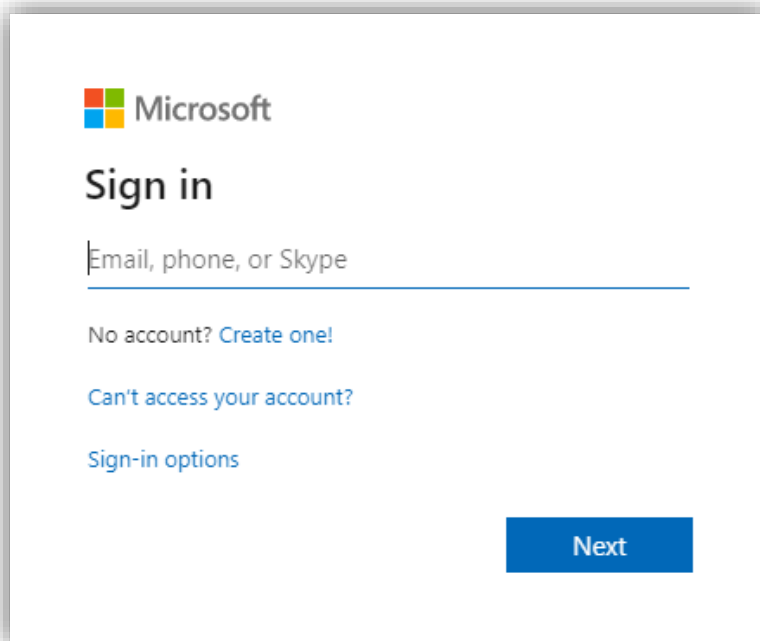 Microsoft
Sign in
Email, phone, or Skype
No account? Create one!
Can't access your account?
Sign-in options
Next